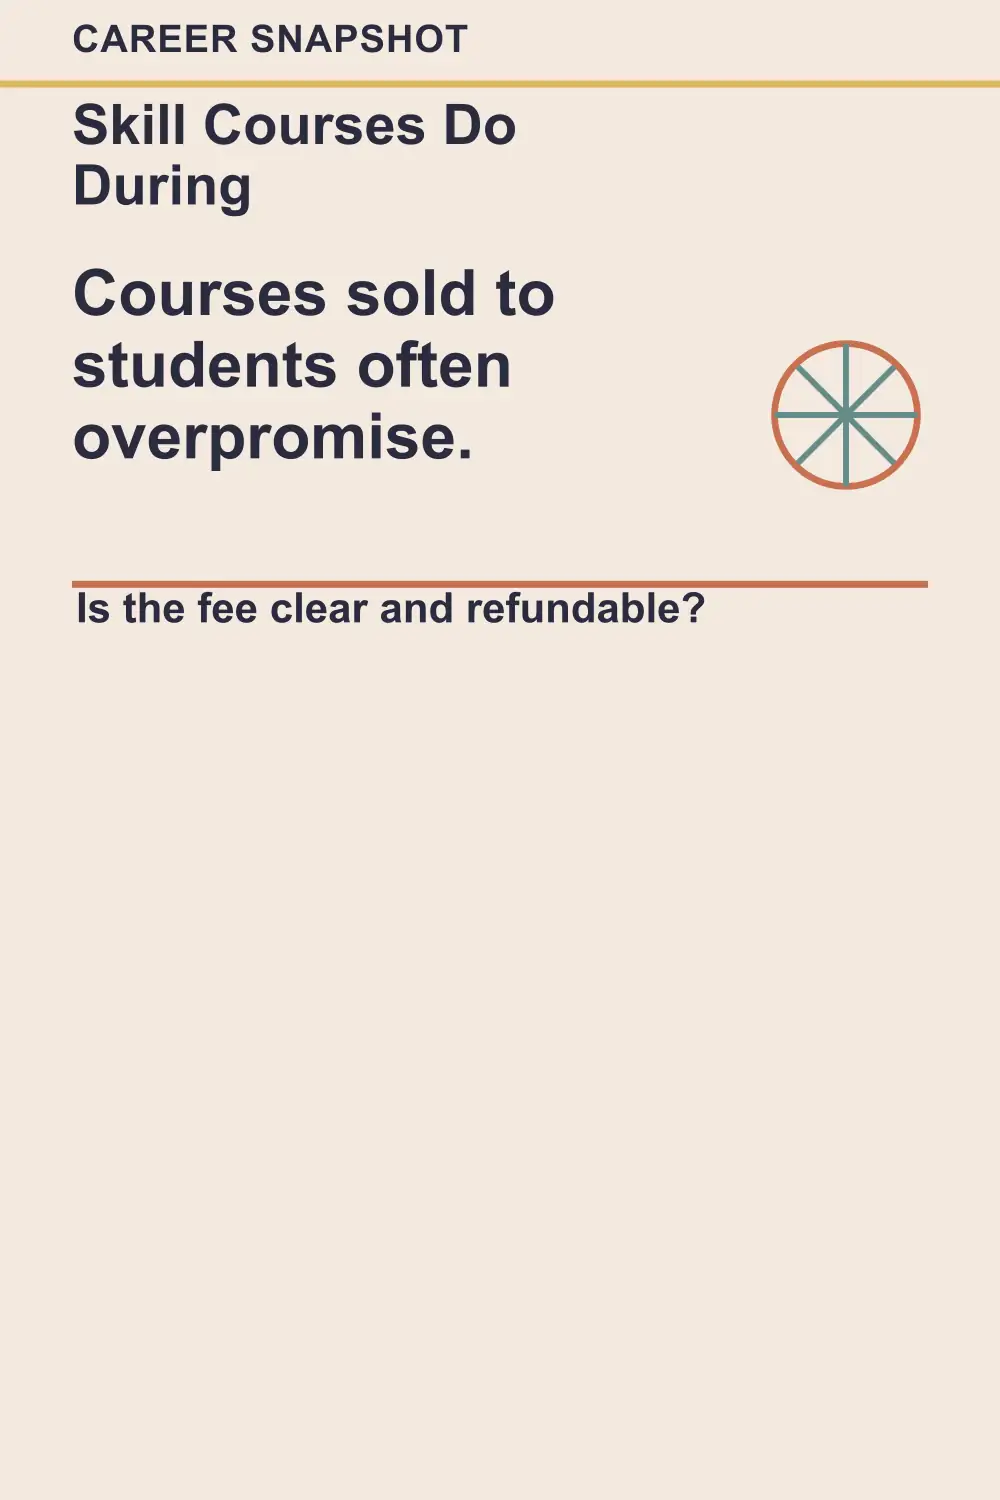 CAREER SNAPSHOT
Skill Courses Do
During
Courses sold to
students often
overpromise.
Is the fee clear and refundable?